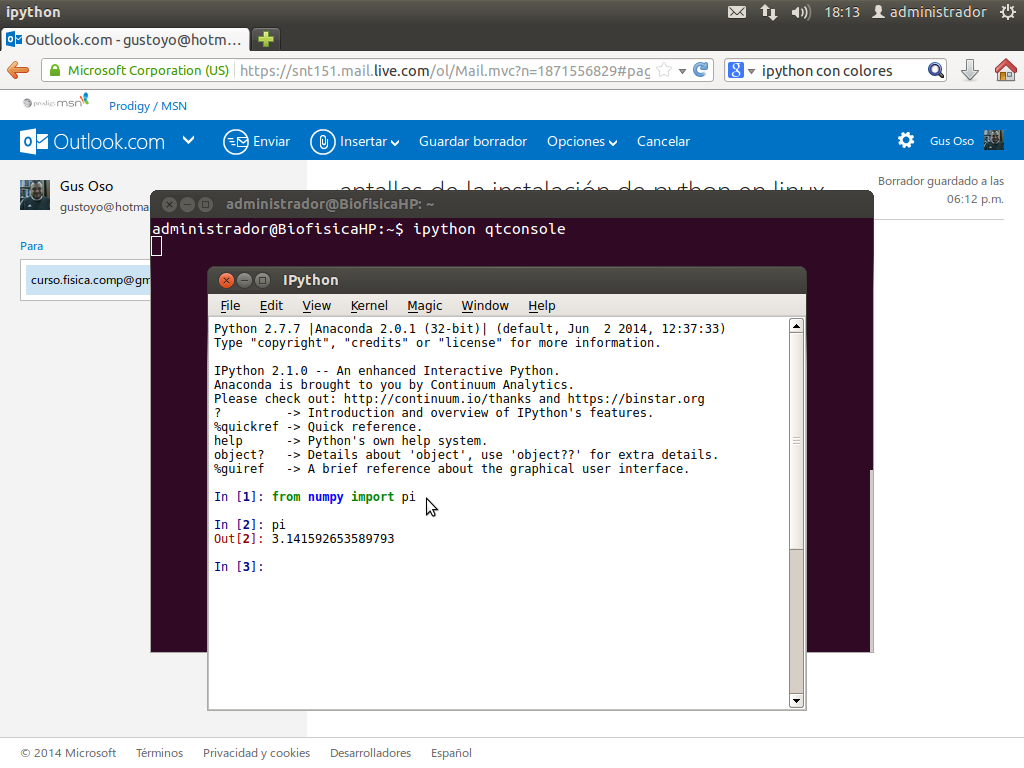 ipython
18:13 administrador
Outlook.com - gustoyo@hotm...
Microsoft Corporation (US) https://snt151.mail.live.com/ol/Mail.mvc?n=1871556829#pag
ipython con colores
prodigy msn
Prodigy / MSN
Outlook.com
Enviar Insertar Guardar borrador Opciones Cancelar
Gus Oso
Gus Oso
gustoyo@hotma
antallas de la instalación de python en linux
Borrador guardado a las
06:12 p.m.
Para
curso.fisica.comp@gm
administrador@BiofisicaHP: ~
administrador@BiofisicaHP:~$ ipython qtconsole
IPython
File Edit View Kernel Magic Window Help
Python 2.7.7 |Anaconda 2.0.1 (32-bit)| (default, Jun  2 2014, 12:37:33)
Type "copyright", "credits" or "license" for more information.
IPython 2.1.0 -- An enhanced Interactive Python.
Anaconda is brought to you by Continuum Analytics.
Please check out: http://continuum.io/thanks and https://binstar.org
?         -> Introduction and overview of IPython's features.
%quickref -> Quick reference.
help      -> Python's own help system.
object?   -> Details about 'object', use 'object??' for extra details.
%guiref   -> A brief reference about the graphical user interface.
In [1]: from numpy import pi
In [2]: pi
Out[2]: 3.141592653589793
In [3]:
© 2014 Microsoft Términos Privacidad y cookies Desarrolladores Español